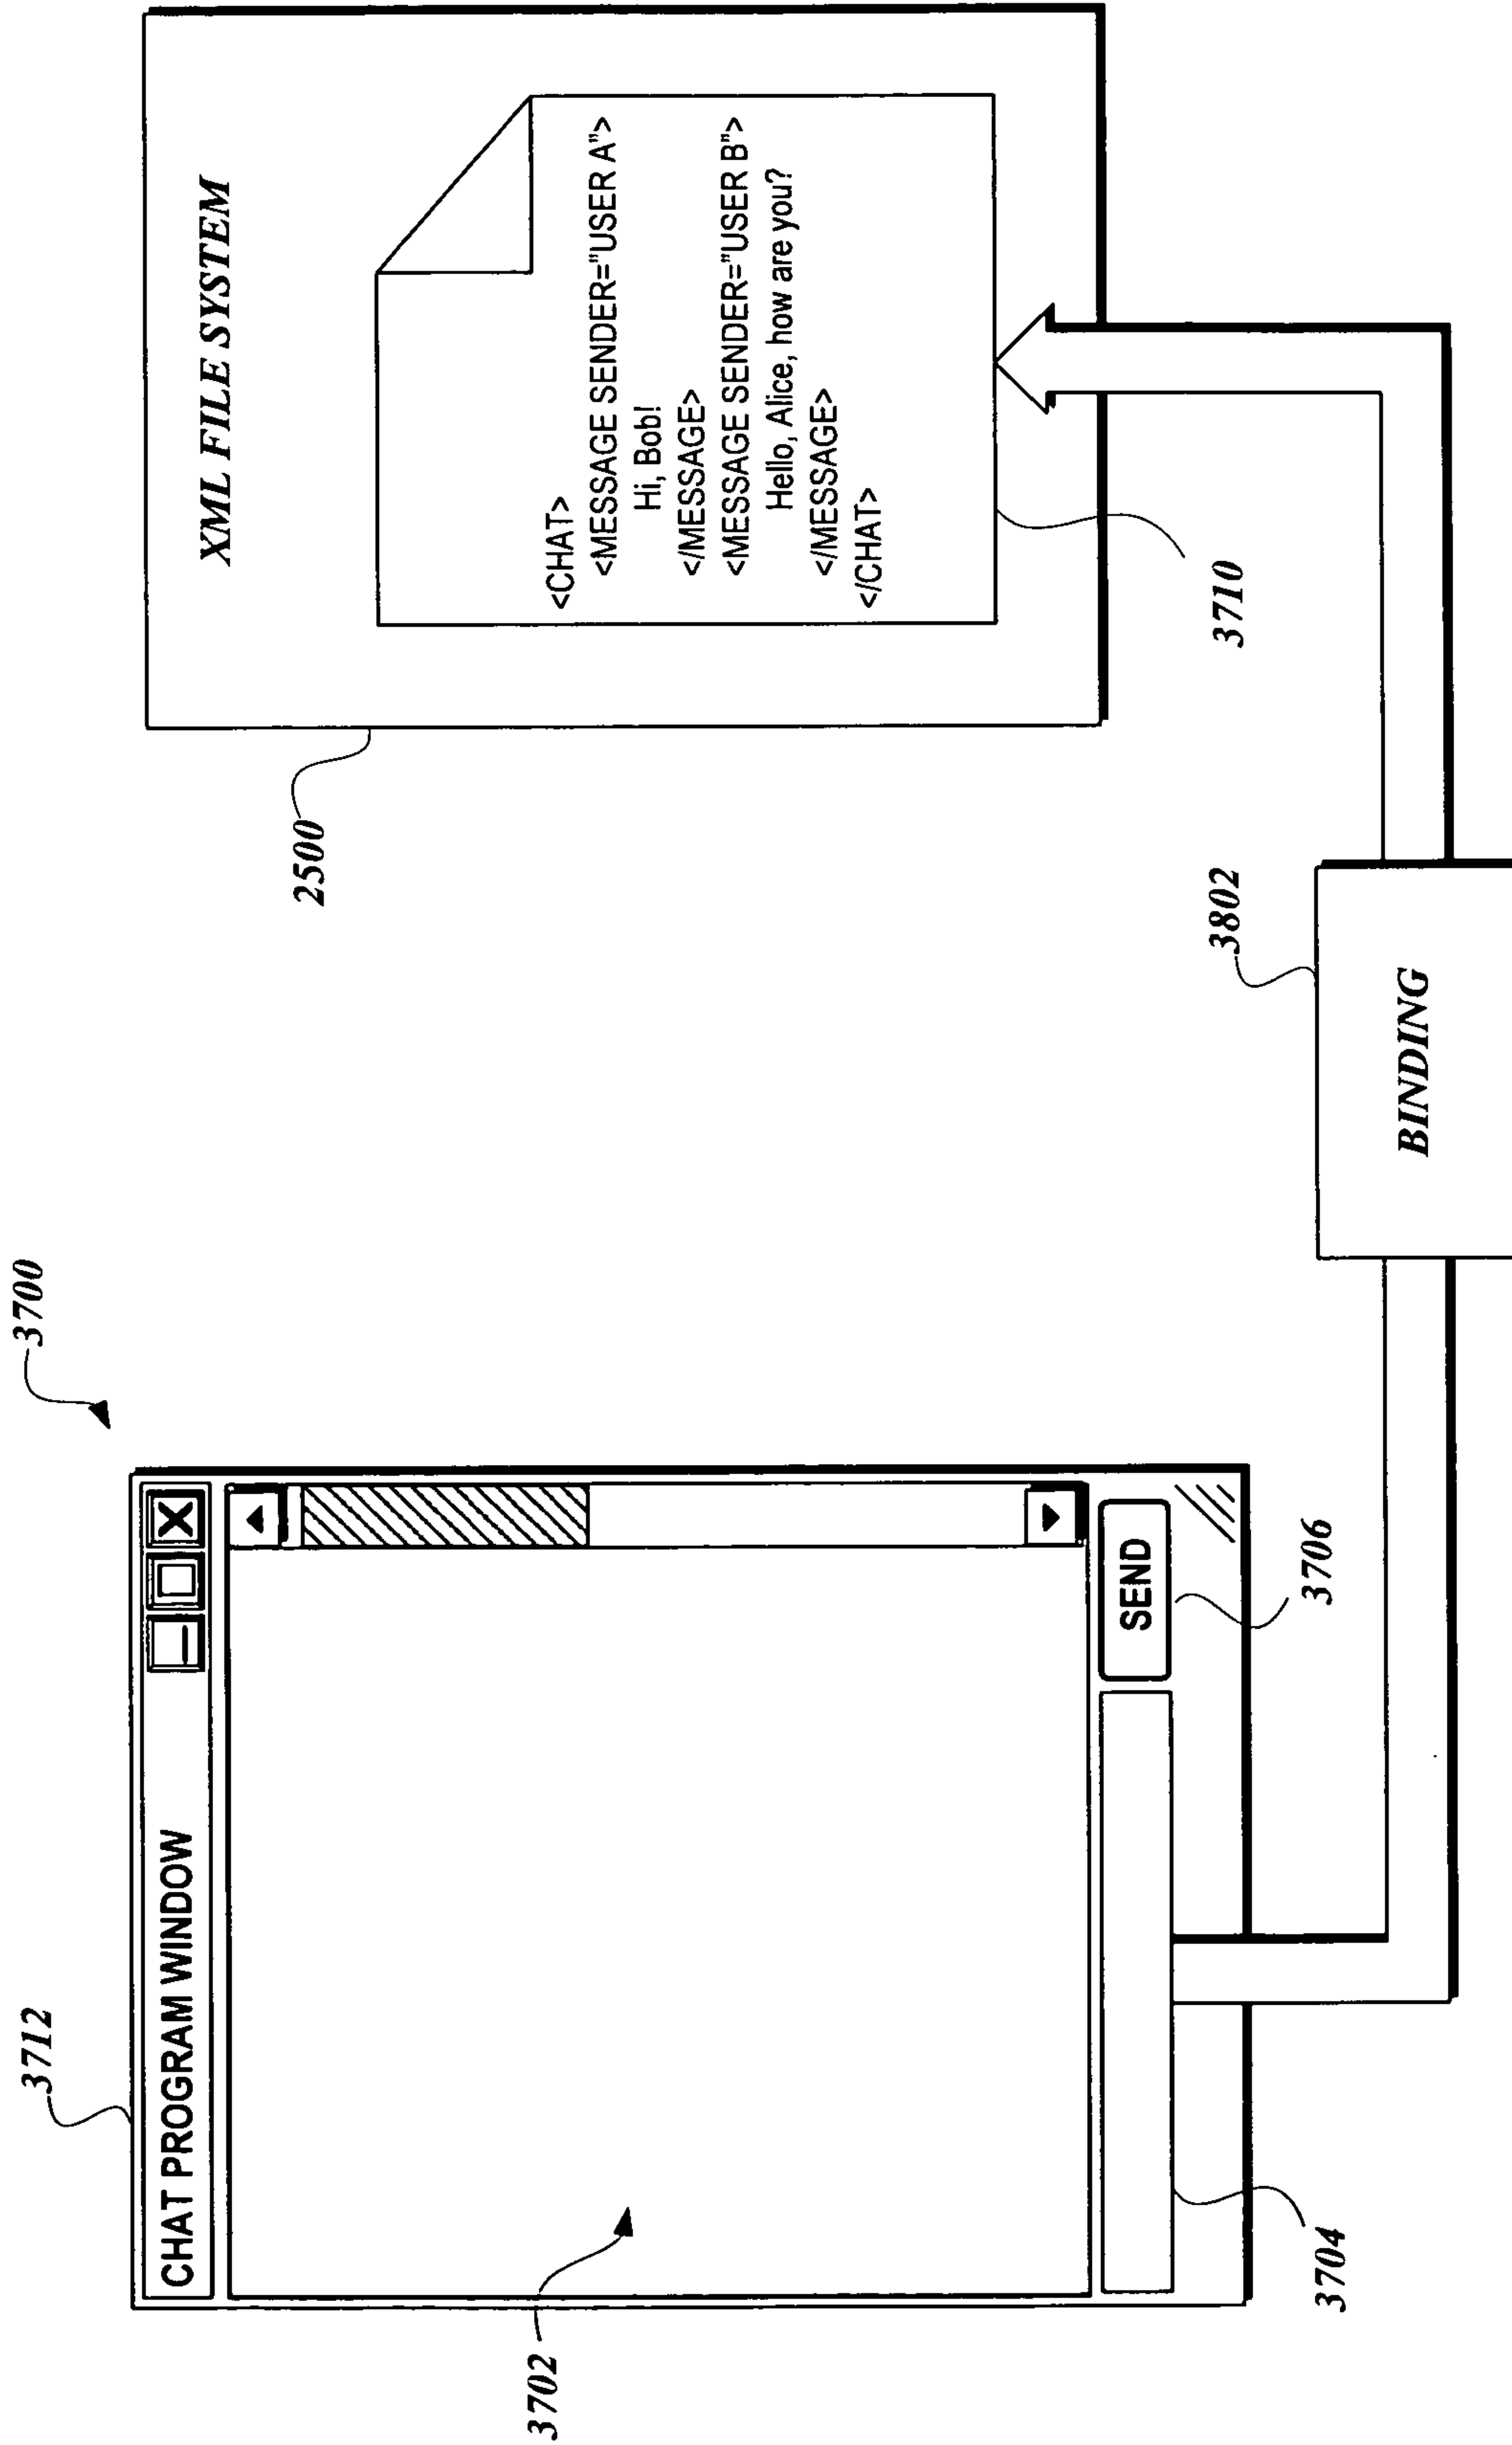 3700
3712
CHAT PROGRAM WINDOW
3702
SEND
3704
3706
2500
XML FILE SYSTEM
<CHAT>
<MESSAGE SENDER="USER A">
Hi, Bob!
</MESSAGE>
<MESSAGE SENDER="USER B">
Hello, Alice, how are you?
</MESSAGE>
</CHAT>
3710
3802
BINDING